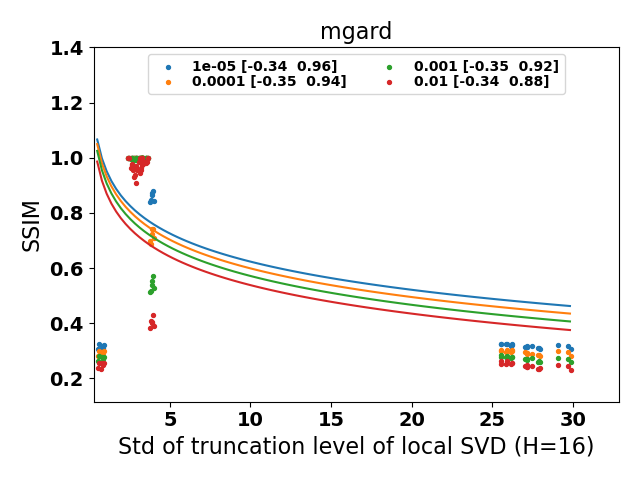 mgard
1e-05 [-0.34  0.96]
0.0001 [-0.35  0.94]
0.001 [-0.35  0.92]
0.01 [-0.34  0.88]
SSIM
1.4
1.2
1.0
0.8
0.6
0.4
0.2
5 10 15 20 25 30
Std of truncation level of local SVD (H=16)